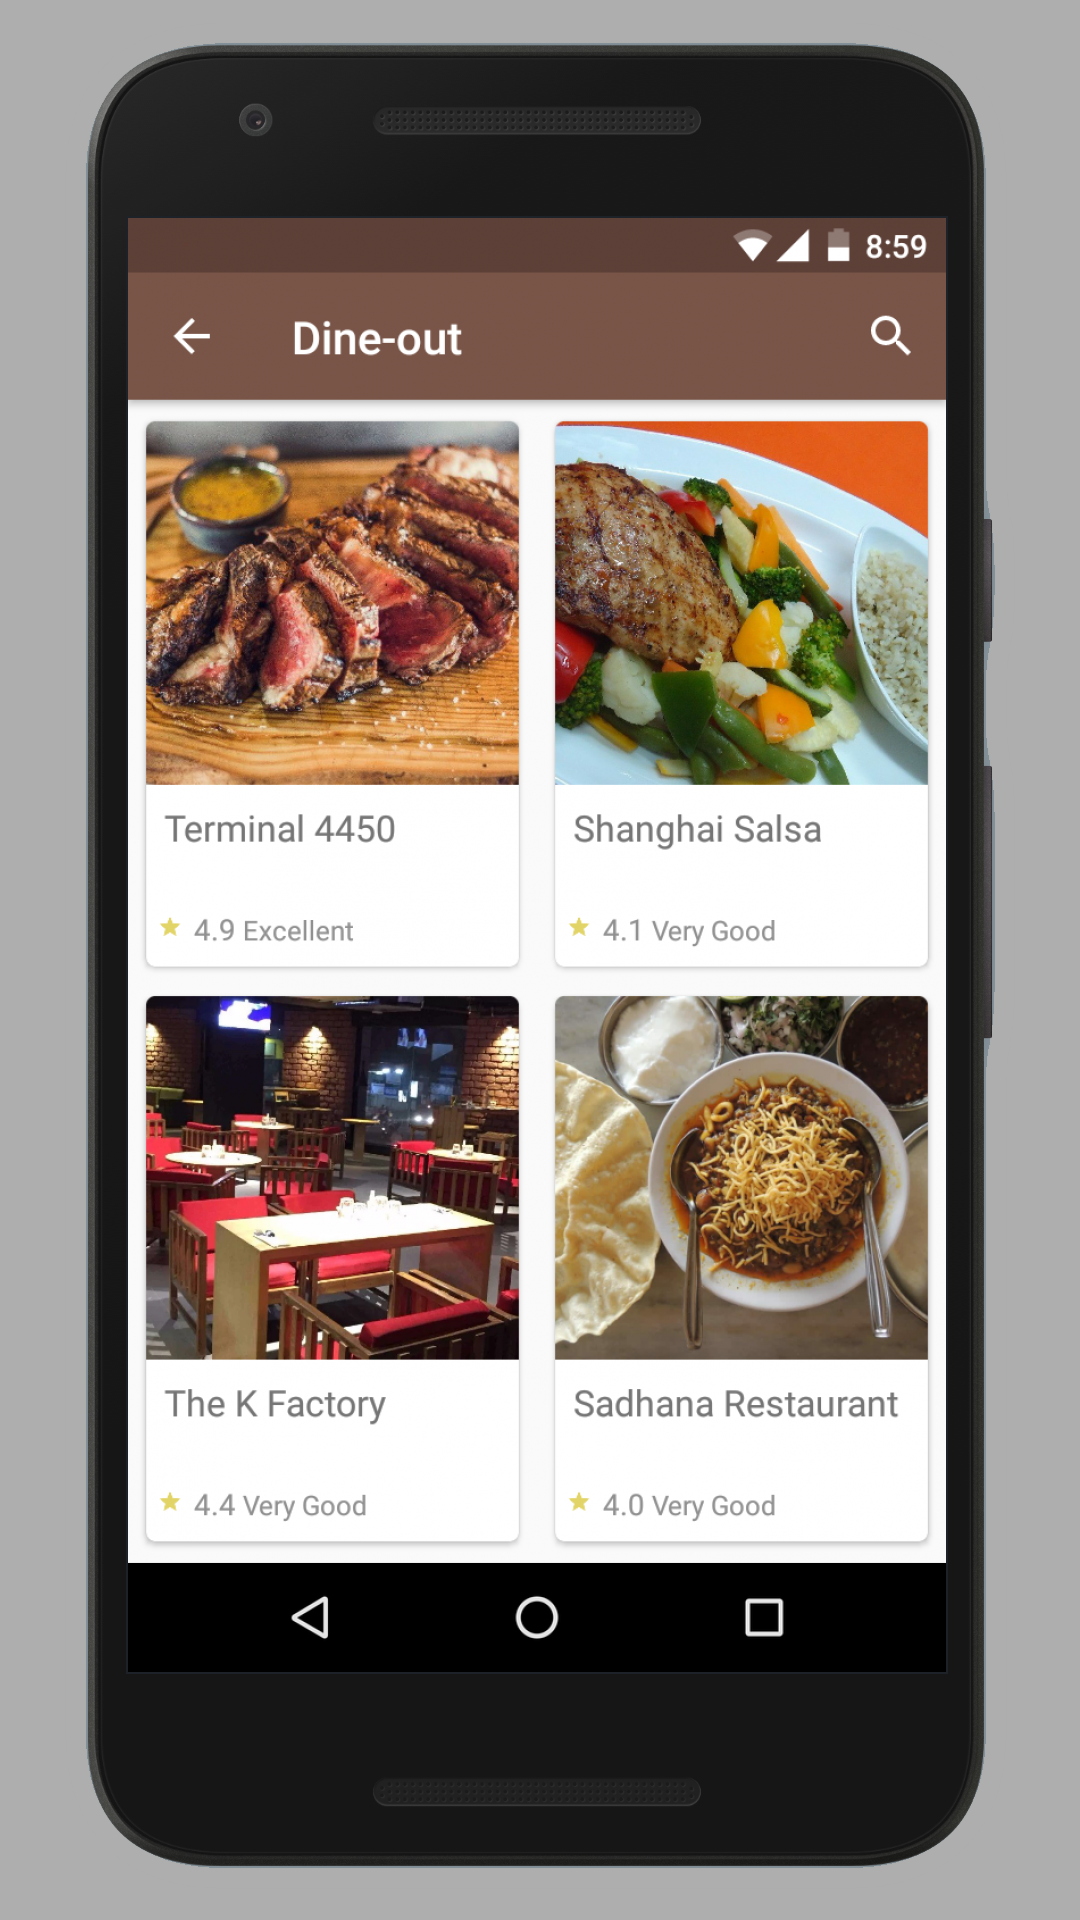 8:59
Dine-out
Terminal 4450
4.9 Excellent
Shanghai Salsa
4.1 Very Good
The K Factory
4.4 Very Good
Sadhana Restaurant
4.0 Very Good